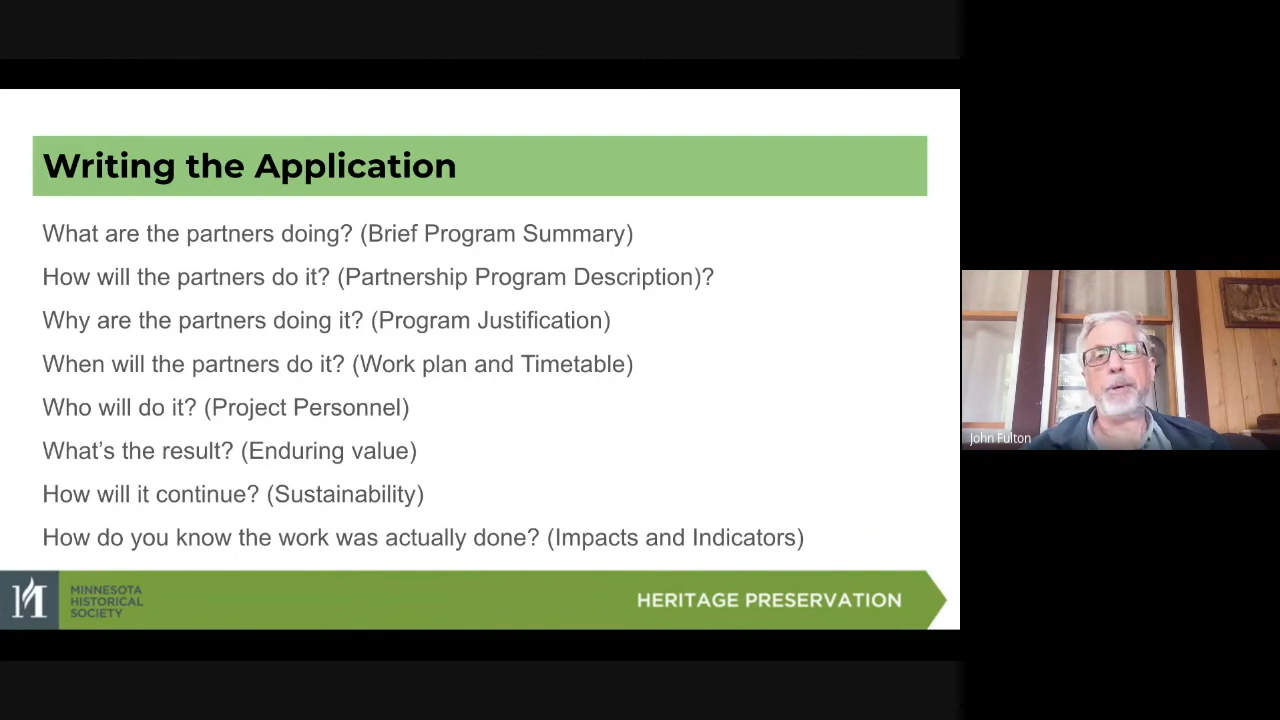 Writing the Application
What are the partners doing? (Brief Program Summary)
How will the partners do it? (Partnership Program Description)?
Why are the partners doing it? (Program Justification)
When will the partners do it? (Work plan and Timetable)
Who will do it? (Project Personnel)
What’s the result? (Enduring value)
How will it continue? (Sustainability)
How do you know the work was actually done? (Impacts and Indicators)
MINNESOTA
HISTORICAL
SOCIETY
HERITAGE PRESERVATION
John Fulton